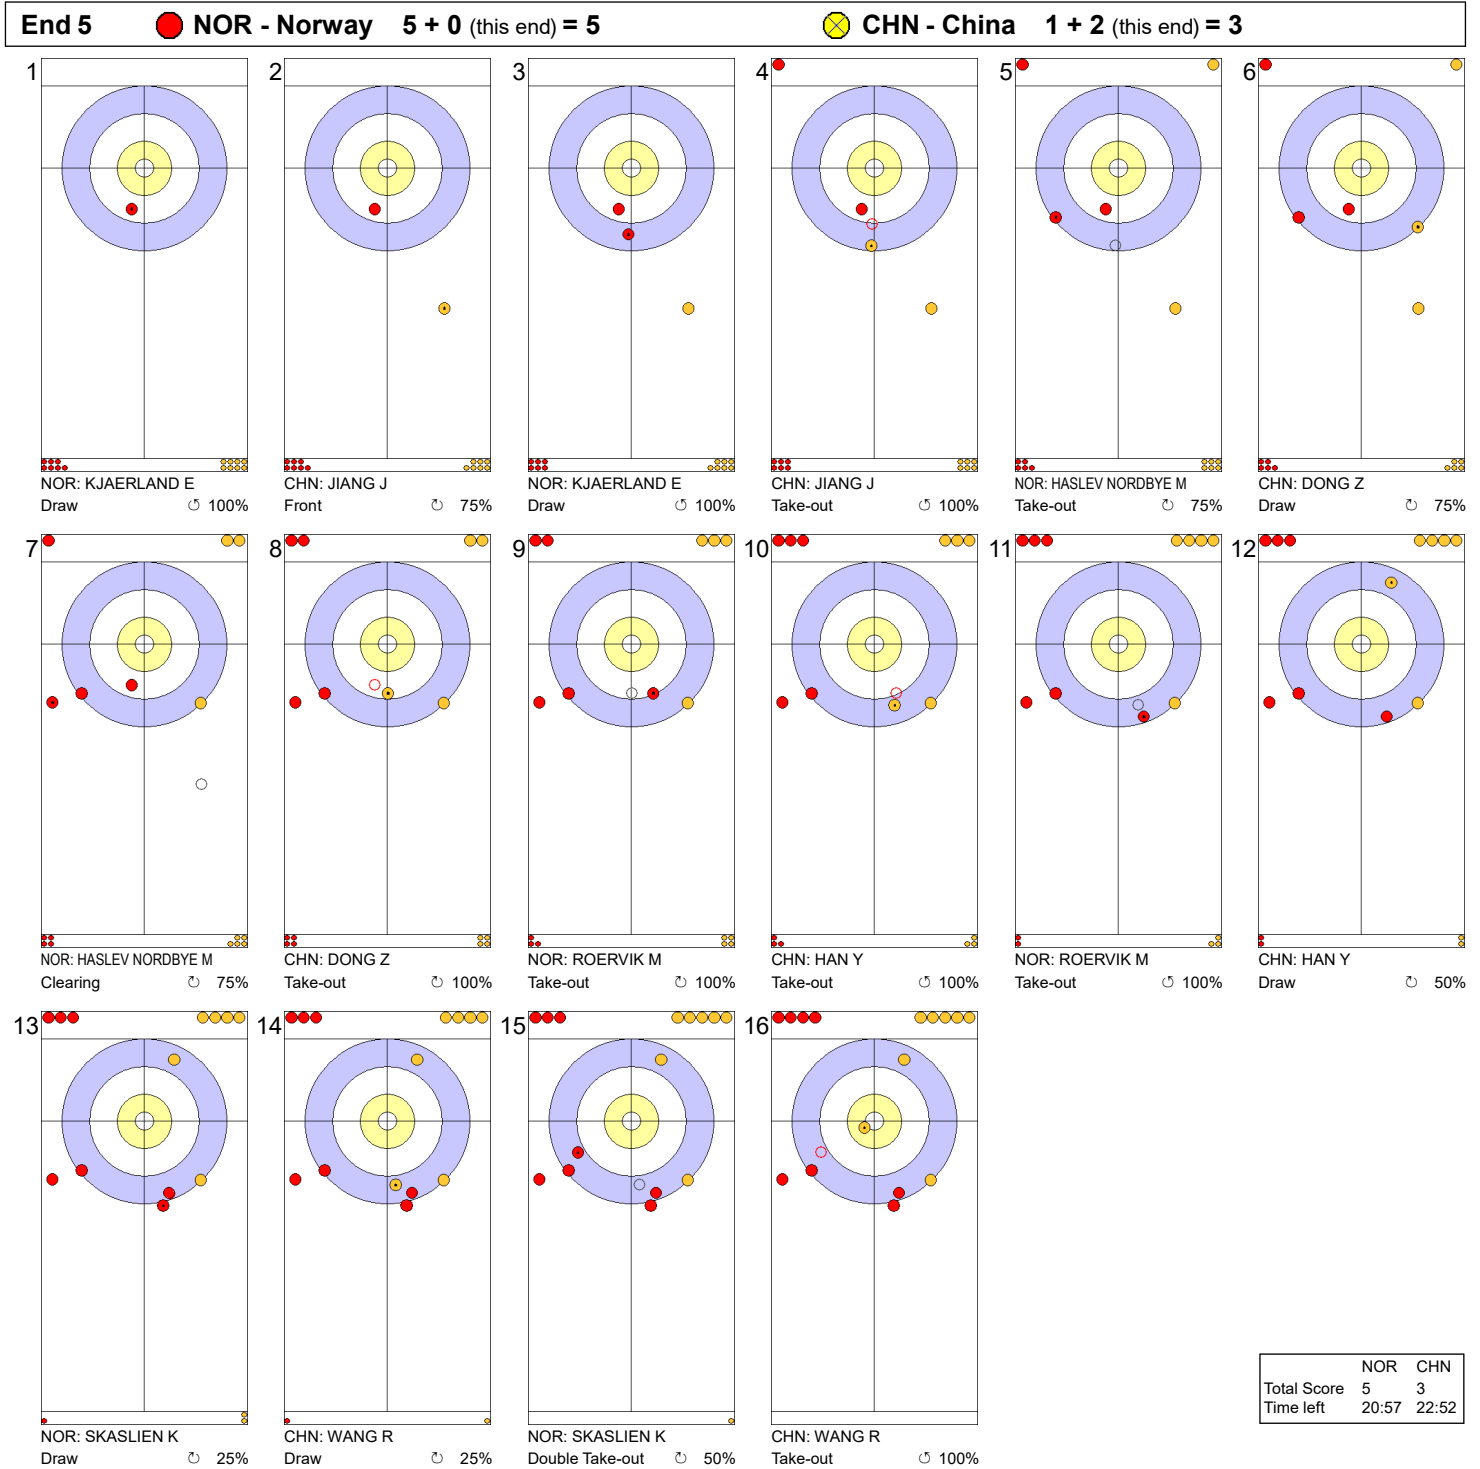 End 5 NOR - Norway 5 + 0 (this end) = 5 CHN - China 1 + 2 (this end) = 3
1 2 3 4 5 6
NOR: KJAERLAND E CHN: JIANG J NOR: KJAERLAND E CHN: JIANG J NOR: HASLEV NORDBYE M CHN: DONG Z
Draw ↺ 100% Front ↻ 75% Draw ↺ 100% Take-out ↺ 100% Take-out ↻ 75% Draw ↻ 75%
7 8 9 10 11 12
NOR: HASLEV NORDBYE M CHN: DONG Z NOR: ROERVIK M CHN: HAN Y NOR: ROERVIK M CHN: HAN Y
Clearing ↻ 75% Take-out ↻ 100% Take-out ↺ 100% Take-out ↺ 100% Take-out ↺ 100% Draw ↻ 50%
13 14 15 16
NOR CHN
Total Score 5 3
Time left 20:57 22:52
NOR: SKASLIEN K CHN: WANG R NOR: SKASLIEN K CHN: WANG R
Draw ↻ 25% Draw ↻ 25% Double Take-out ↻ 50% Take-out ↺ 100%